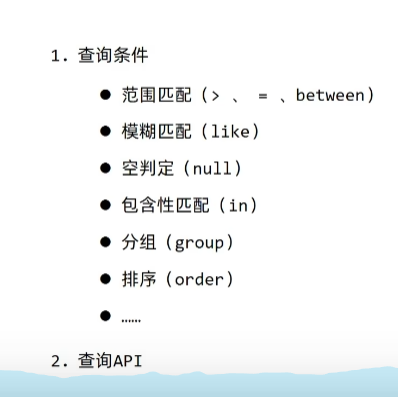 1. 查询条件
● 范围匹配（> 、 = 、between）
● 模糊匹配（like）
● 空判定（null）
● 包含性匹配（in）
● 分组（group）
● 排序（order）
● ……
2. 查询API